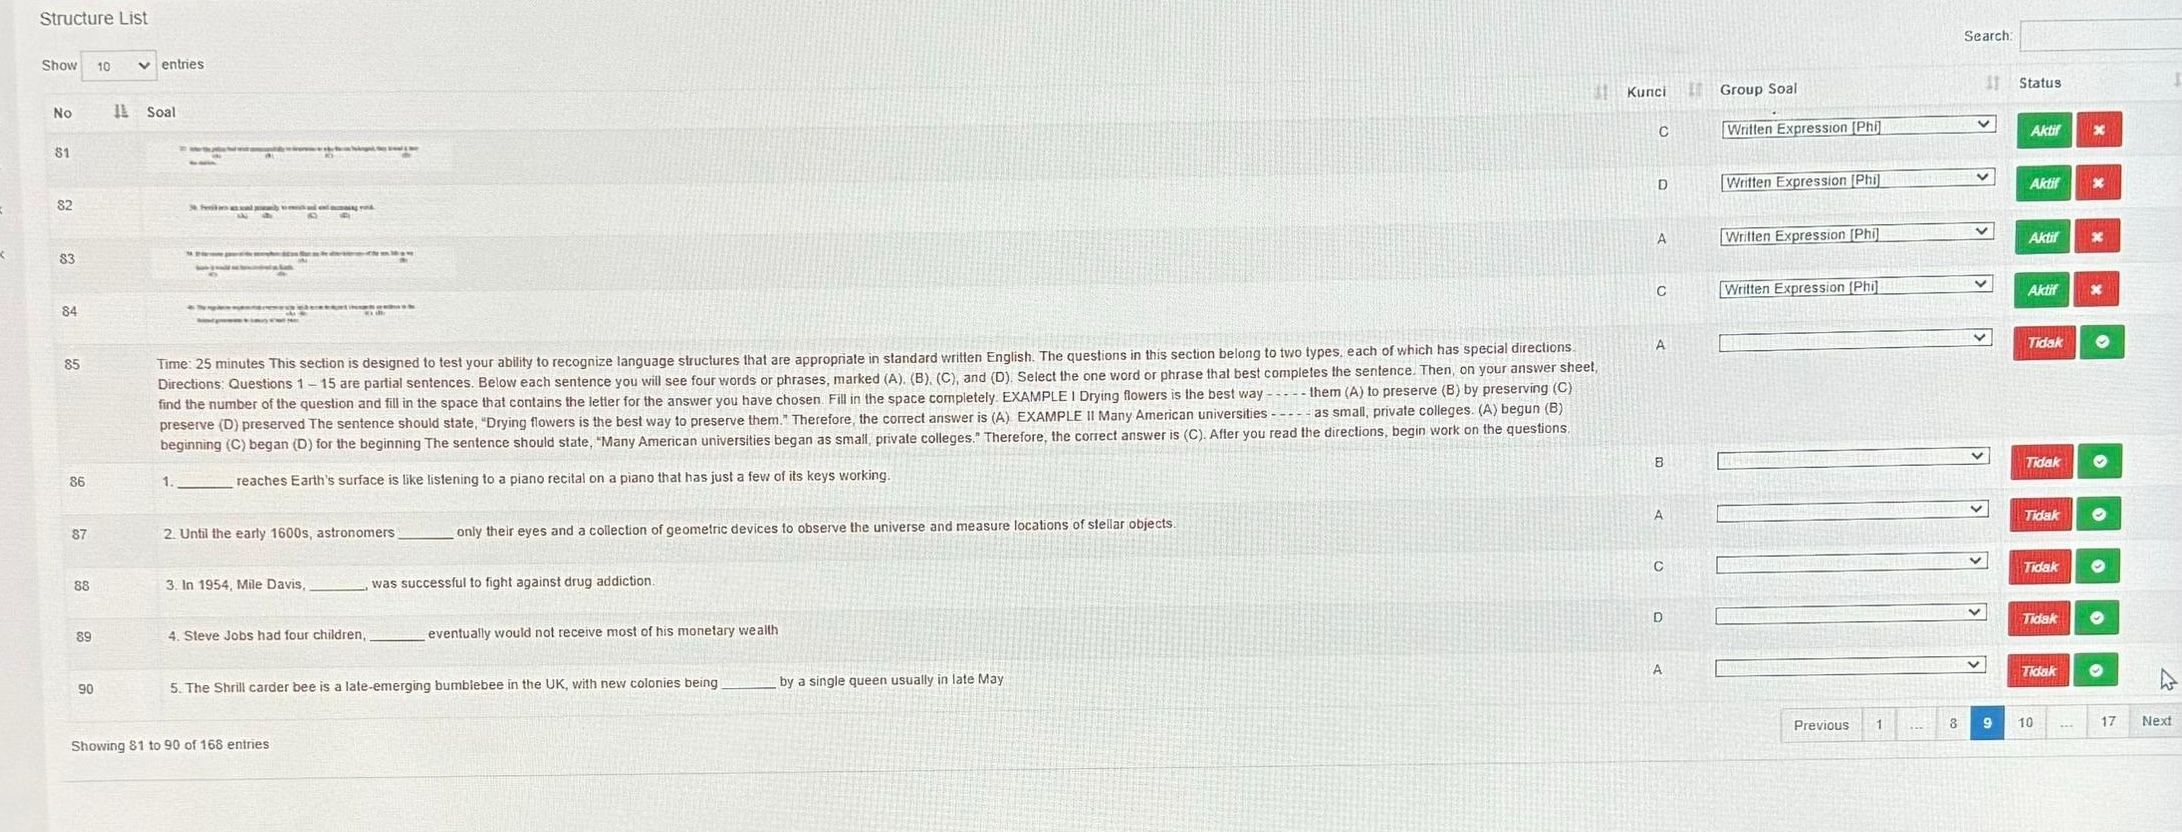 Structure List
Search:
Show 10 entries
No Soal Kunci Group Soal Status
81 C Written Expression [Phi] Aktif
82 D Written Expression [Phi] Aktif
83 A Written Expression [Phi] Aktif
84 C Written Expression [Phi] Aktif
85 Time: 25 minutes This section is designed to test your ability to recognize language structures that are appropriate in standard written English. The questions in this section belong to two types, each of which has special directions. A Tidak
Directions: Questions 1 – 15 are partial sentences. Below each sentence you will see four words or phrases, marked (A), (B), (C), and (D). Select the one word or phrase that best completes the sentence. Then, on your answer sheet,
find the number of the question and fill in the space that contains the letter for the answer you have chosen. Fill in the space completely. EXAMPLE I Drying flowers is the best way - - - - - them (A) to preserve (B) by preserving (C)
preserve (D) preserved The sentence should state, “Drying flowers is the best way to preserve them.” Therefore, the correct answer is (A). EXAMPLE II Many American universities - - - - - as small, private colleges. (A) begun (B)
beginning (C) began (D) for the beginning The sentence should state, “Many American universities began as small, private colleges.” Therefore, the correct answer is (C). After you read the directions, begin work on the questions.
86 1. ________ reaches Earth's surface is like listening to a piano recital on a piano that has just a few of its keys working. B Tidak
87 2. Until the early 1600s, astronomers ________ only their eyes and a collection of geometric devices to observe the universe and measure locations of stellar objects. A Tidak
88 3. In 1954, Mile Davis, ________, was successful to fight against drug addiction. C Tidak
89 4. Steve Jobs had four children, ________ eventually would not receive most of his monetary wealth D Tidak
90 5. The Shrill carder bee is a late-emerging bumblebee in the UK, with new colonies being ________ by a single queen usually in late May A Tidak
Showing 81 to 90 of 168 entries
Previous 1 ... 8 9 10 ... 17 Next